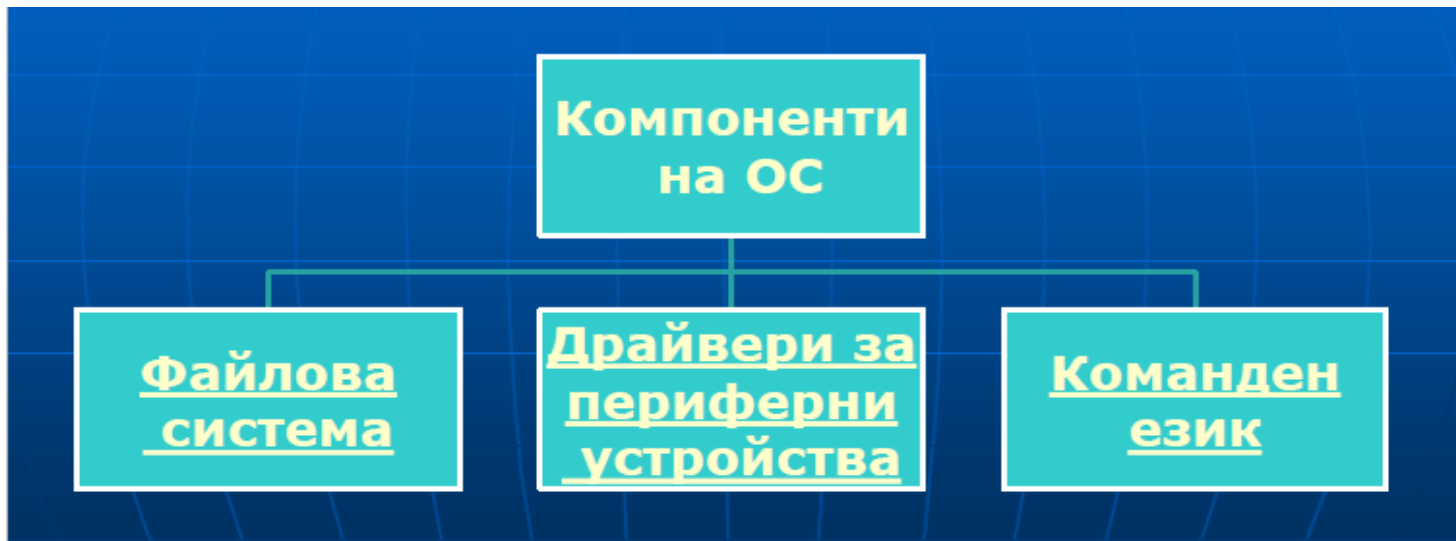 Компоненти
на ОС
Файлова
система
Драйвери за
периферни
устройства
Команден
език